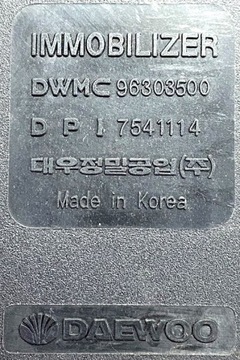 IMMOBILIZER
DWMC 96303500
D P I 7541114
대우정밀공업(주)
Made in Korea
DAEWOO